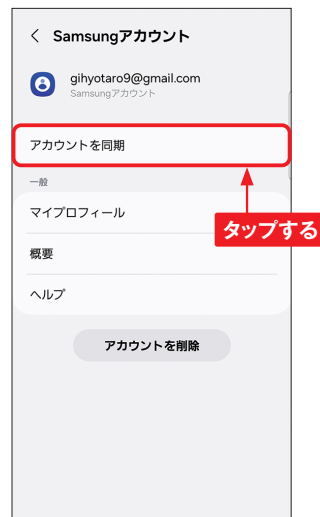 Samsungアカウント
gihyotaro9@gmail.com
Samsungアカウント
アカウントを同期
一般
マイプロフィール
タップする
概要
ヘルプ
アカウントを削除